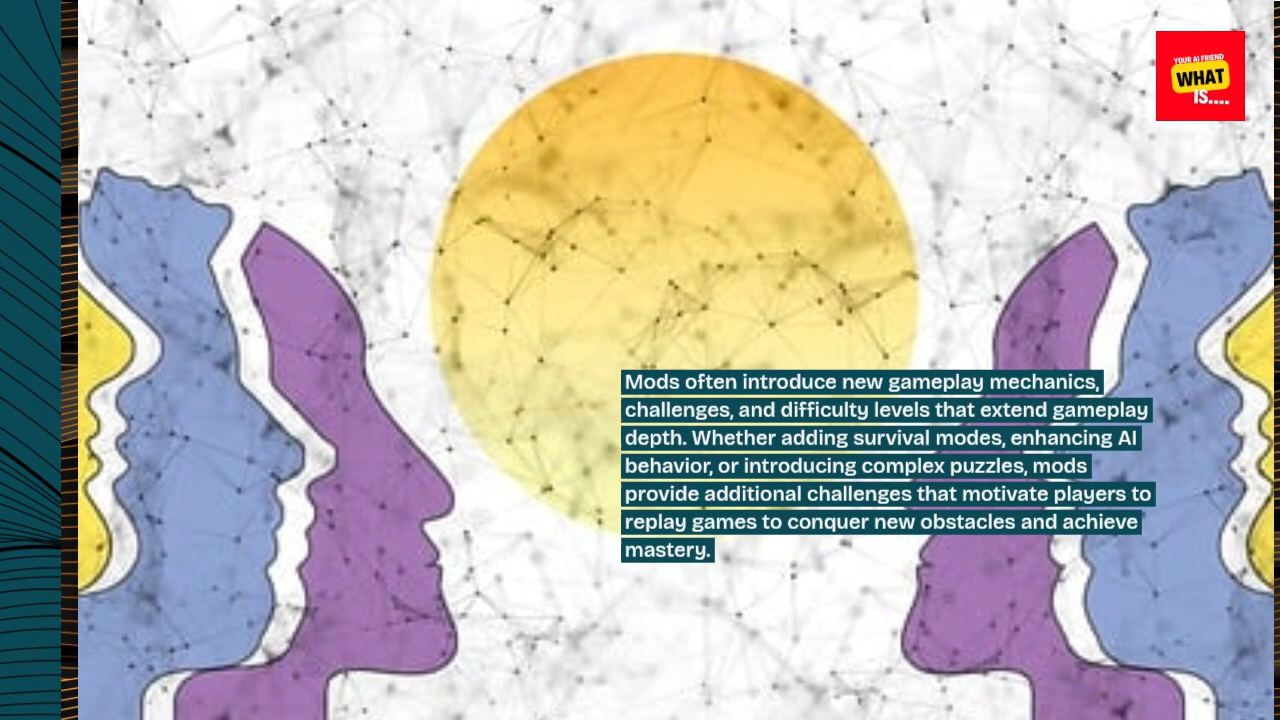 YOUR AI FRIEND
WHAT
IS....
Mods often introduce new gameplay mechanics,
challenges, and difficulty levels that extend gameplay
depth. Whether adding survival modes, enhancing AI
behavior, or introducing complex puzzles, mods
provide additional challenges that motivate players to
replay games to conquer new obstacles and achieve
mastery.